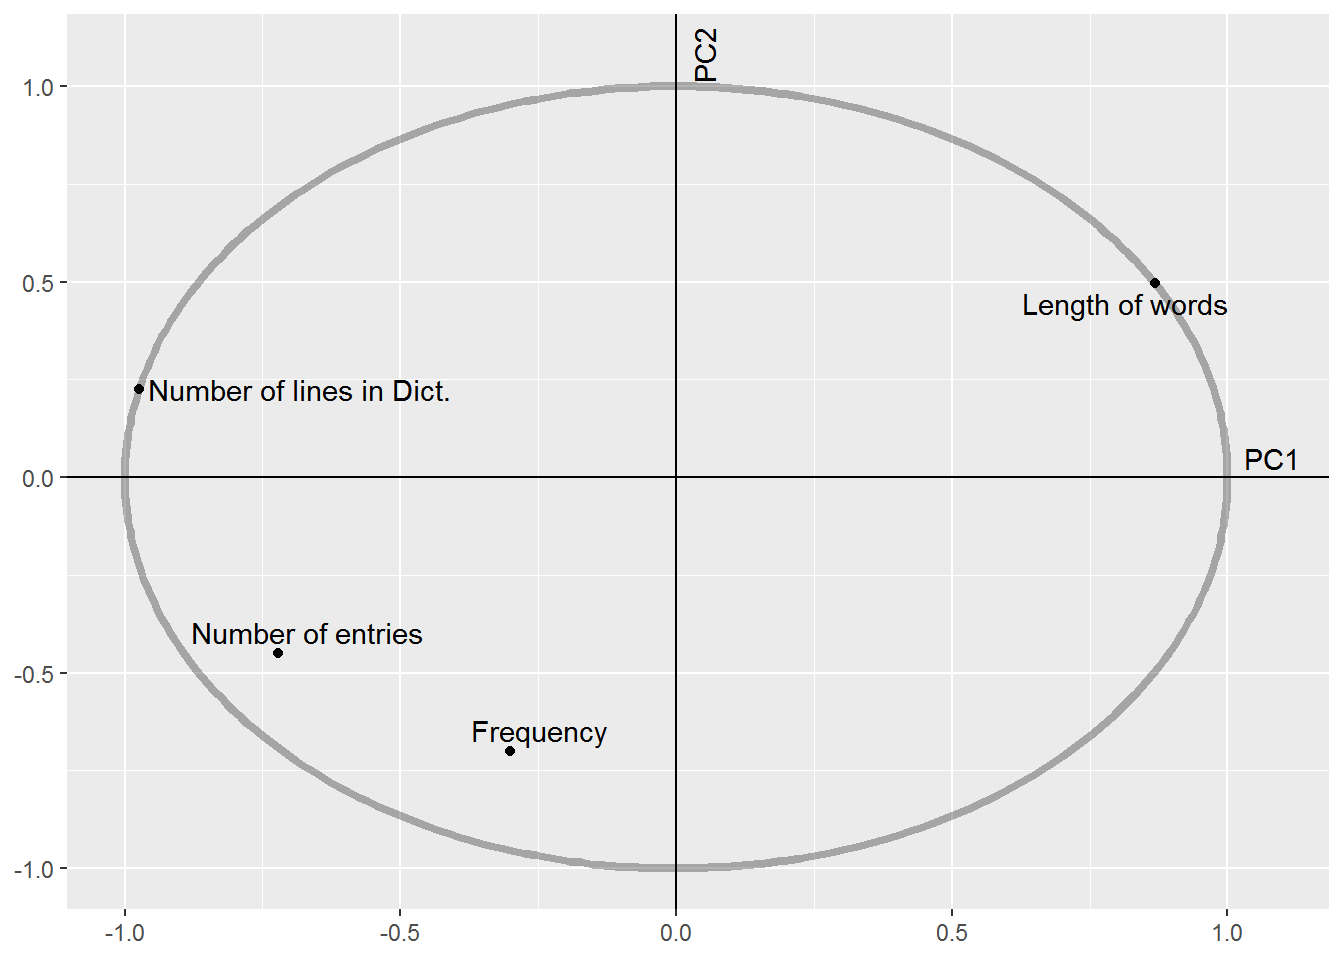 PC2
1.0
0.5
Length of words
Number of lines in Dict.
PC1
0.0
Number of entries
-0.5
Frequency
-1.0
-1.0
-0.5
0.0
0.5
1.0